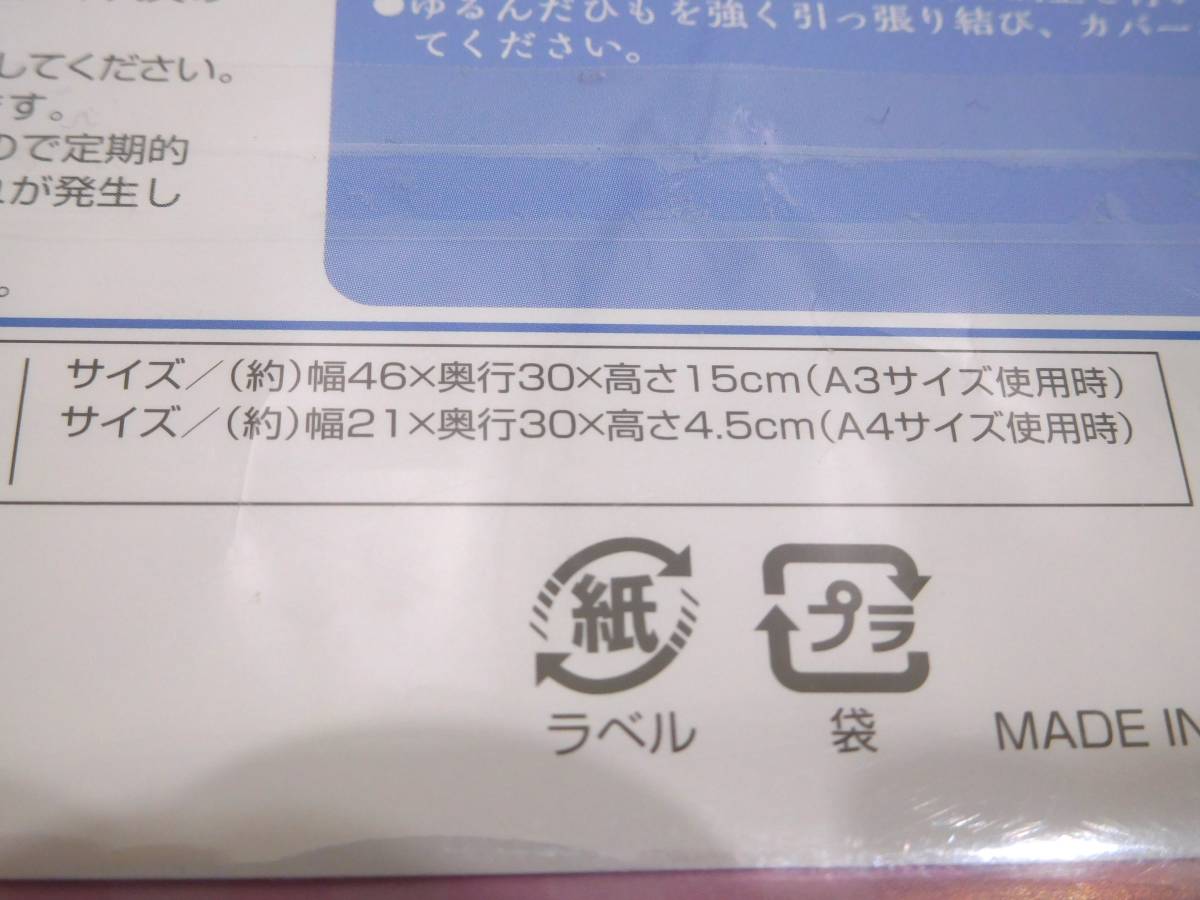 してください。
ます。
ので定期的
れが発生し
。
●ゆるんだひもを強く引っ張り結び、カバー
てください。
サイズ／(約)幅46×奥行30×高さ15cm(A3サイズ使用時)
サイズ／(約)幅21×奥行30×高さ4.5cm(A4サイズ使用時)
紙
ラベル
プラ
袋
MADE IN